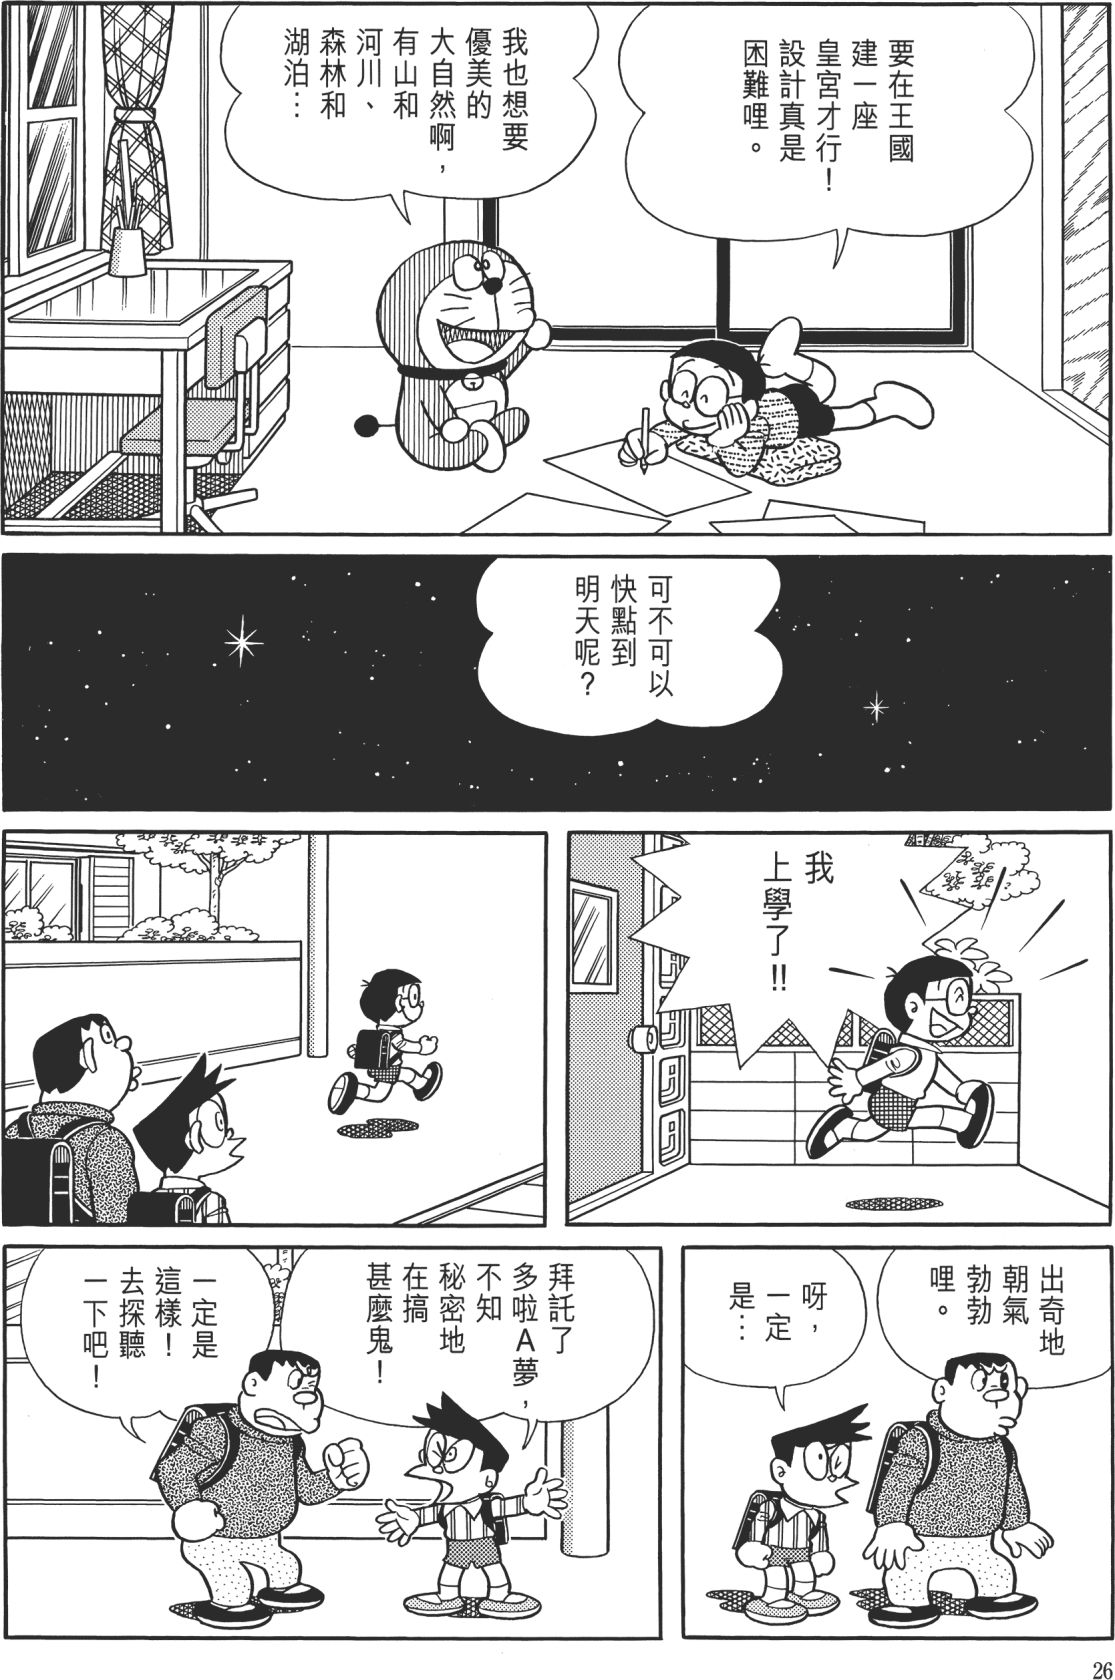 要在王國
建一座
皇宮才行！
設計真是
困難哩。
我也想要
優美的
大自然啊，
有山和
河川、
森林和
湖泊…
可不可以
快點到
明天呢？
我
上學了!!
出奇地
朝氣
勃勃
哩。
呀，
一定
是…
拜託了
多啦A夢，
不知
秘密地
在搞
甚麼鬼！
一定是
這樣！
去探聽
一下吧！
26